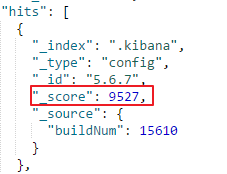 "hits": [
{
"_index": ".kibana",
"_type": "config",
"_id": "5.6.7",
"_score": 9527,
"_source": {
"buildNum": 15610
}
},